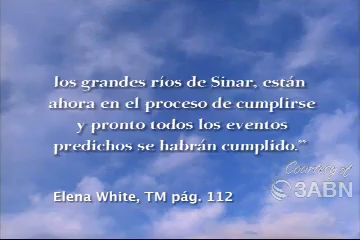 los grandes ríos de Sinar, están
ahora en el proceso de cumplirse
y pronto todos los eventos
predichos se habrán cumplido."
Courtesy of
3ABN
Elena White, TM pág. 112